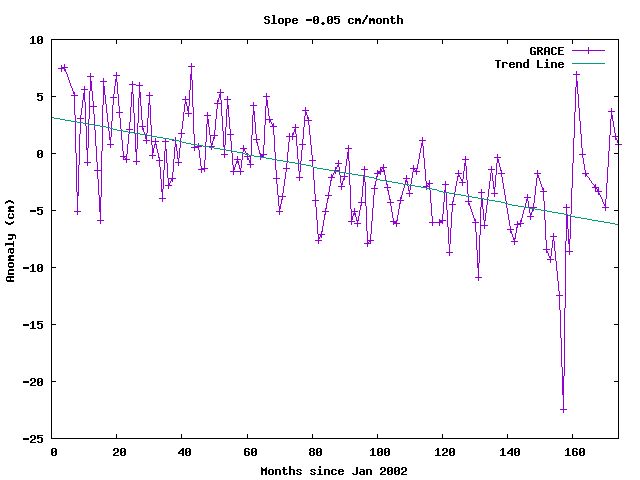 Slope -0.05 cm/month
GRACE
Trend Line
10
5
0
-5
-10
-15
-20
-25
Anomaly (cm)
0 20 40 60 80 100 120 140 160
Months since Jan 2002